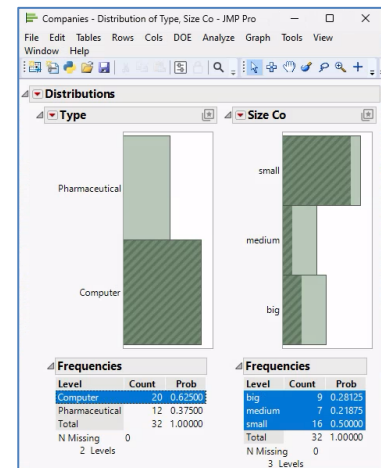 Companies - Distribution of Type, Size Co - JMP Pro
File Edit Tables Rows Cols DOE Analyze Graph Tools View
Window Help
Distributions
Type
Pharmaceutical
Computer
Frequencies
Level Count Prob
Computer 20 0.62500
Pharmaceutical 12 0.37500
Total 32 1.00000
N Missing 0
2 Levels
Size Co
small
medium
big
Frequencies
Level Count Prob
big 9 0.28125
medium 7 0.21875
small 16 0.50000
Total 32 1.00000
N Missing 0
3 Levels